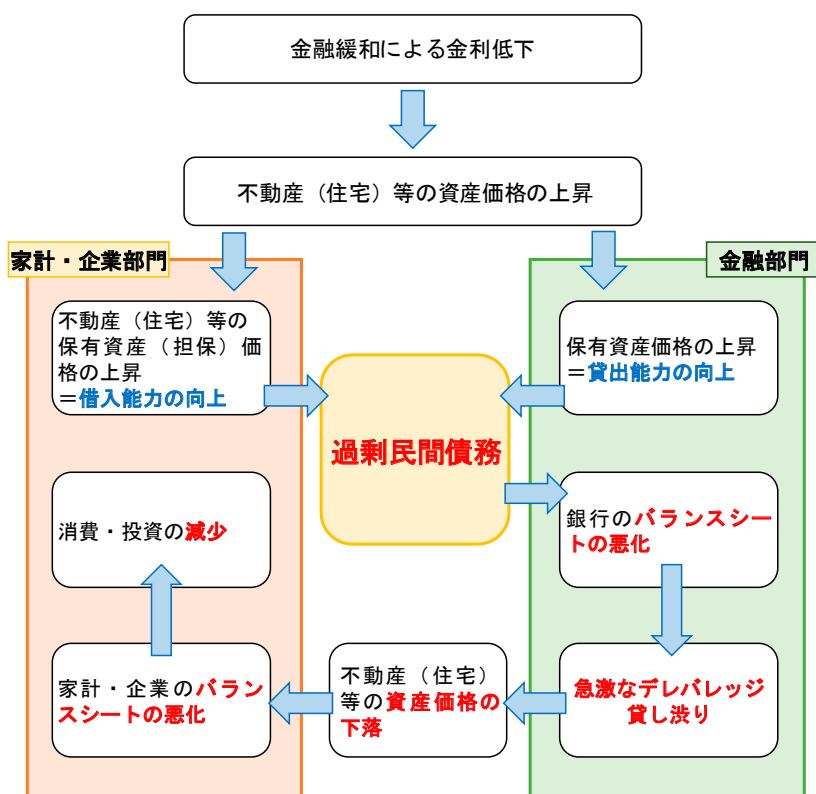 金融緩和による金利低下
不動産（住宅）等の資産価格の上昇
家計・企業部門
金融部門
不動産（住宅）等の
保有資産（担保）価
格の上昇
＝借入能力の向上
保有資産価格の上昇
＝貸出能力の向上
過剰民間債務
消費・投資の減少
銀行のバランスシー
トの悪化
家計・企業のバラン
スシートの悪化
不動産（住宅）
等の資産価格の
下落
急激なデレバレッジ
貸し渋り